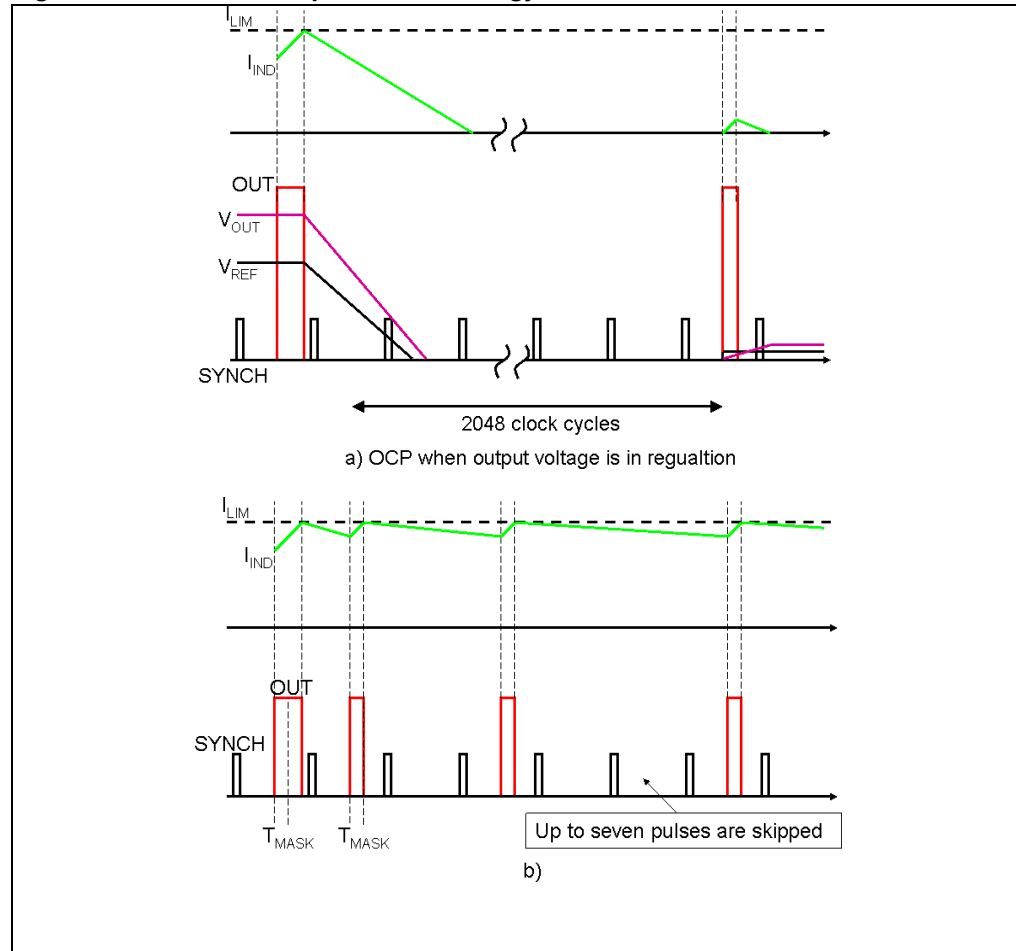 I_LIM
I_IND
OUT
V_OUT
V_REF
SYNCH
2048 clock cycles
a) OCP when output voltage is in regualtion
I_LIM
I_IND
OUT
SYNCH
T_MASK T_MASK
Up to seven pulses are skipped
b)